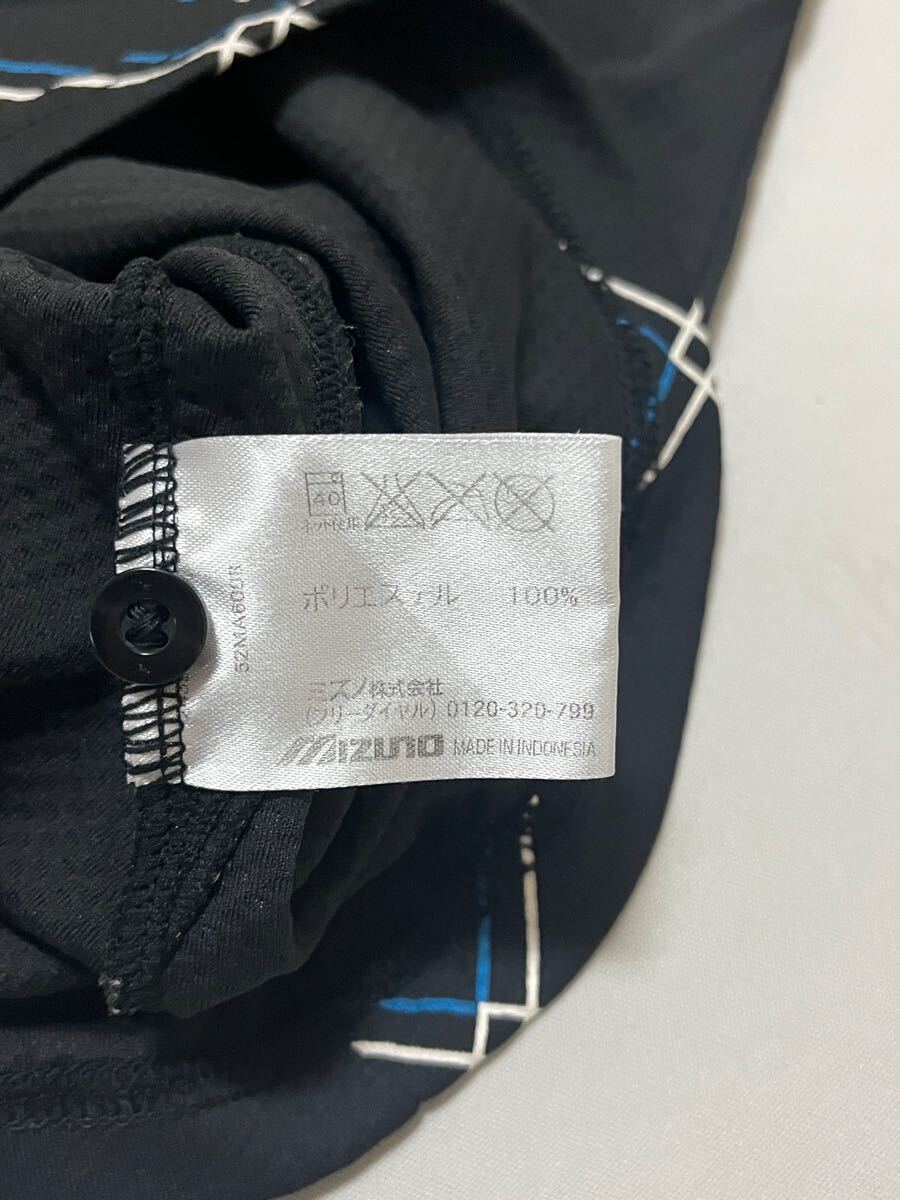 40
ネット使用
ポリエステル 100%
ミズノ株式会社
(フリーダイヤル) 0120-320-799
MIZUNO MADE IN INDONESIA